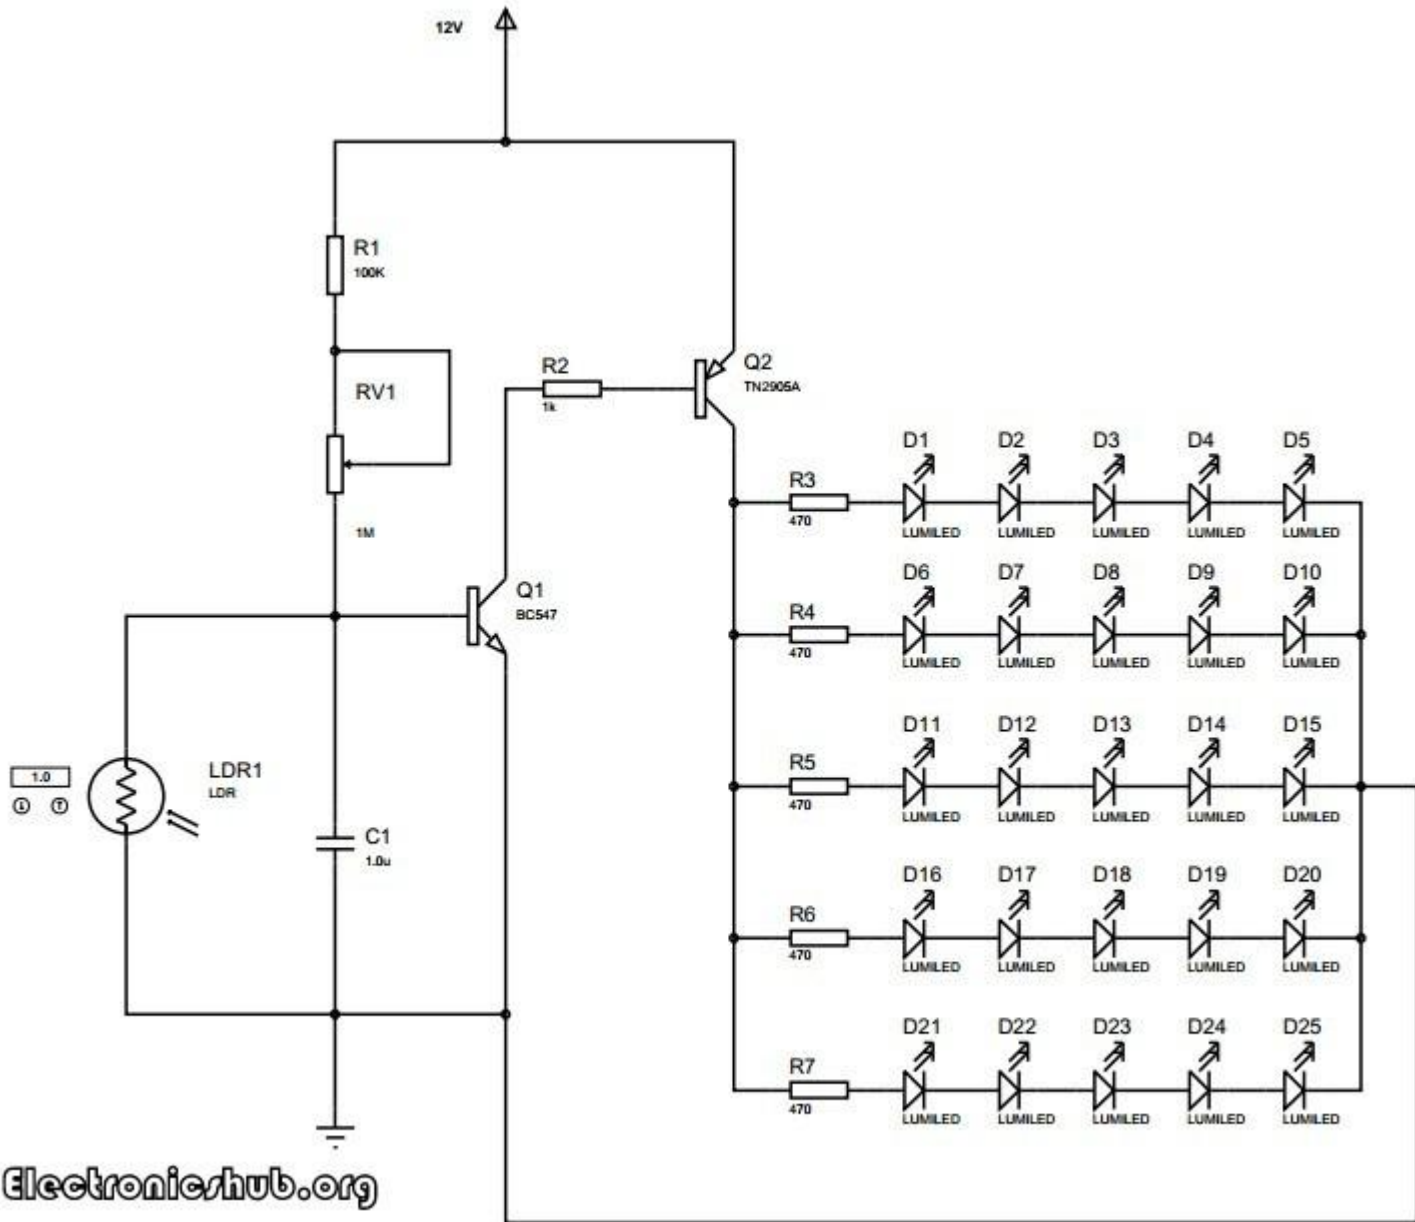 12V
R1
100K
RV1
1M
R2
1k
Q2
TN2905A
Q1
BC547
1.0
LDR1
LDR
C1
1.0u
D1 D2 D3 D4 D5
R3
470
LUMILED LUMILED LUMILED LUMILED LUMILED
D6 D7 D8 D9 D10
R4
470
LUMILED LUMILED LUMILED LUMILED LUMILED
D11 D12 D13 D14 D15
R5
470
LUMILED LUMILED LUMILED LUMILED LUMILED
D16 D17 D18 D19 D20
R6
470
LUMILED LUMILED LUMILED LUMILED LUMILED
D21 D22 D23 D24 D25
R7
470
LUMILED LUMILED LUMILED LUMILED LUMILED
Electronicshub.org